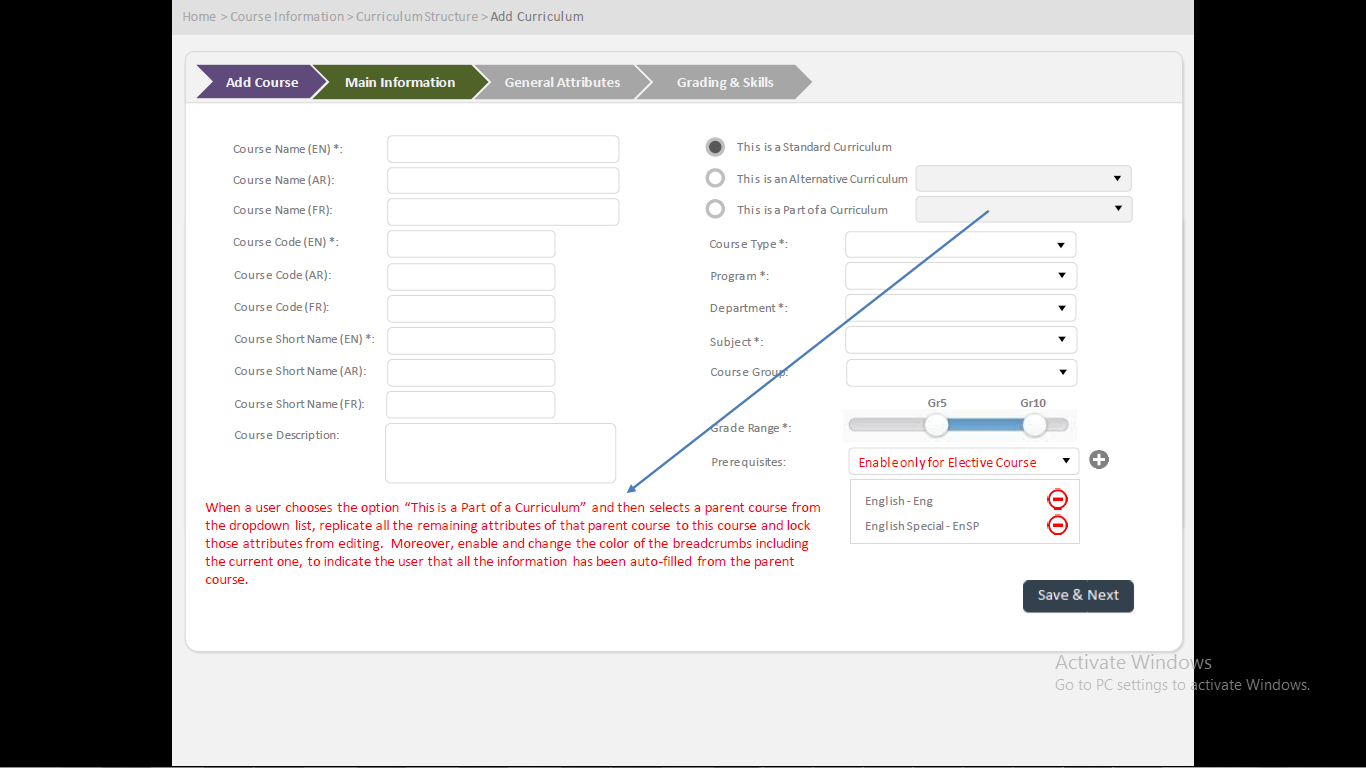 Home > Course Information > Curriculum Structure > Add Curriculum
Add Course
Main Information
General Attributes
Grading & Skills
Course Name (EN) *:
Course Name (AR):
Course Name (FR):
Course Code (EN) *:
Course Code (AR):
Course Code (FR):
Course Short Name (EN) *:
Course Short Name (AR):
Course Short Name (FR):
Course Description:
This is a Standard Curriculum
This is an Alternative Curriculum
This is a Part of a Curriculum
Course Type *:
Program *:
Department *:
Subject *:
Course Group:
Gr5 Gr10
Grade Range *:
Prerequisites:
Enable only for Elective Course
English - Eng
English Special - EnSP
When a user chooses the option “This is a Part of a Curriculum” and then selects a parent course from
the dropdown list, replicate all the remaining attributes of that parent course to this course and lock
those attributes from editing. Moreover, enable and change the color of the breadcrumbs including
the current one, to indicate the user that all the information has been auto-filled from the parent
course.
Save & Next
Activate Windows
Go to PC settings to activate Windows.